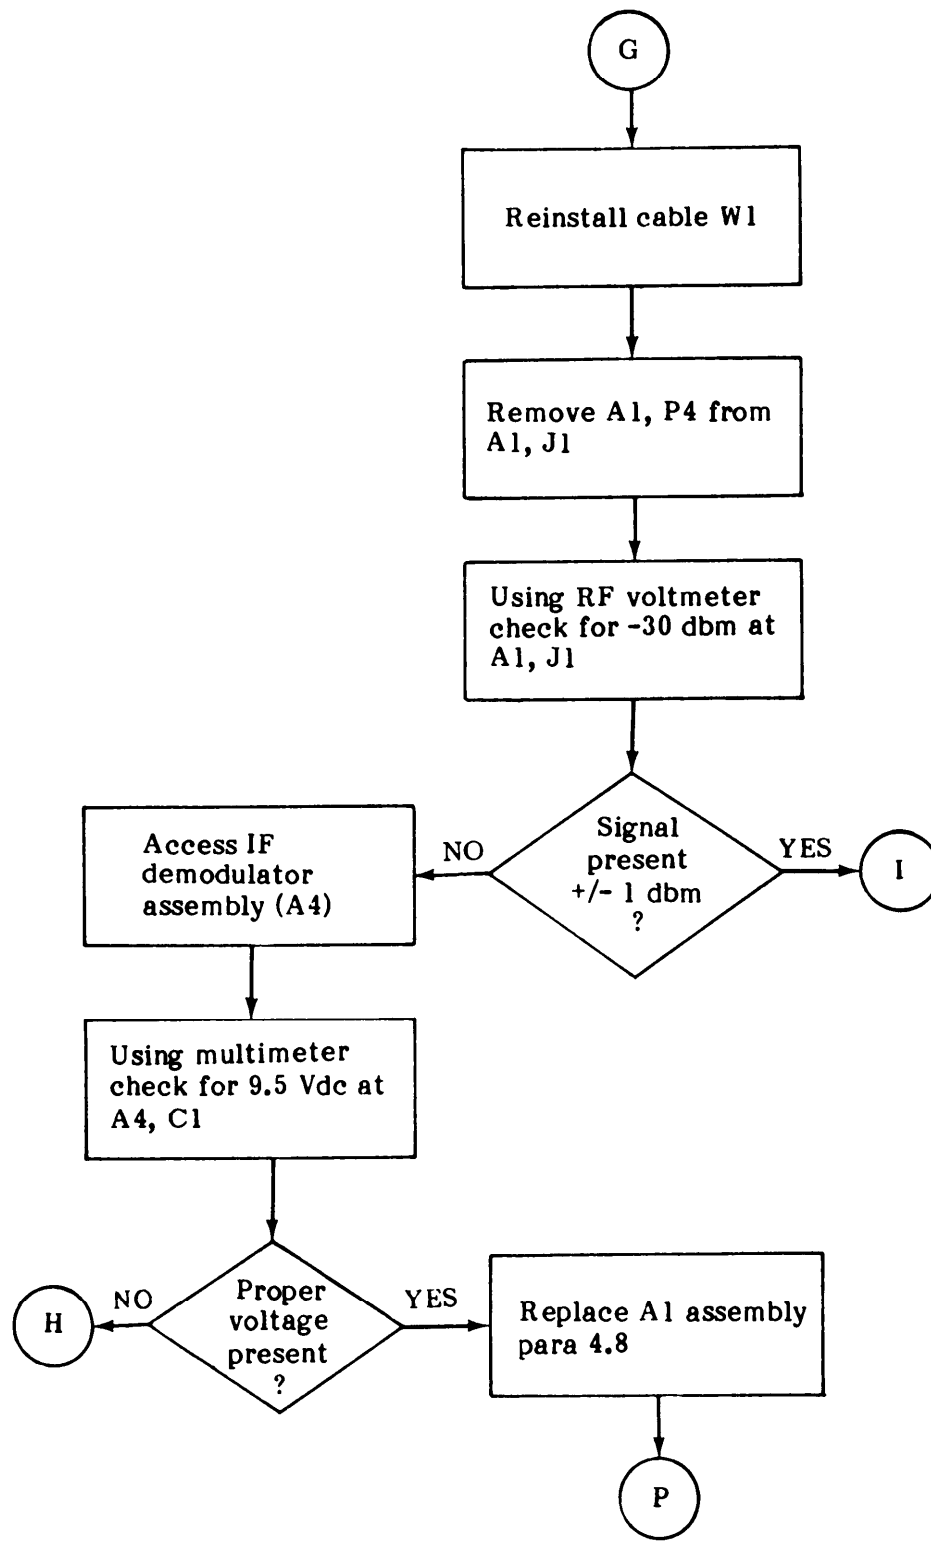 G
Reinstall cable W1
Remove A1, P4 from
A1, J1
Using RF voltmeter
check for -30 dbm at
A1, J1
Signal
present
+/- 1 dbm
?
NO
YES
I
Access IF
demodulator
assembly (A4)
Using multimeter
check for 9.5 Vdc at
A4, C1
Proper
voltage
present
?
NO
YES
H
Replace A1 assembly
para 4.8
P